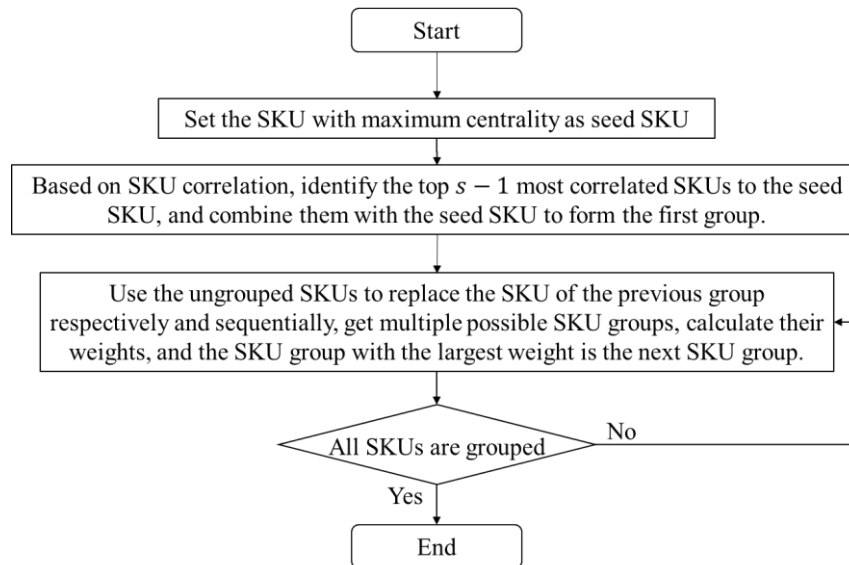 Start
Set the SKU with maximum centrality as seed SKU
Based on SKU correlation, identify the top s − 1 most correlated SKUs to the seed
SKU, and combine them with the seed SKU to form the first group.
Use the ungrouped SKUs to replace the SKU of the previous group
respectively and sequentially, get multiple possible SKU groups, calculate their
weights, and the SKU group with the largest weight is the next SKU group.
All SKUs are grouped
No
Yes
End